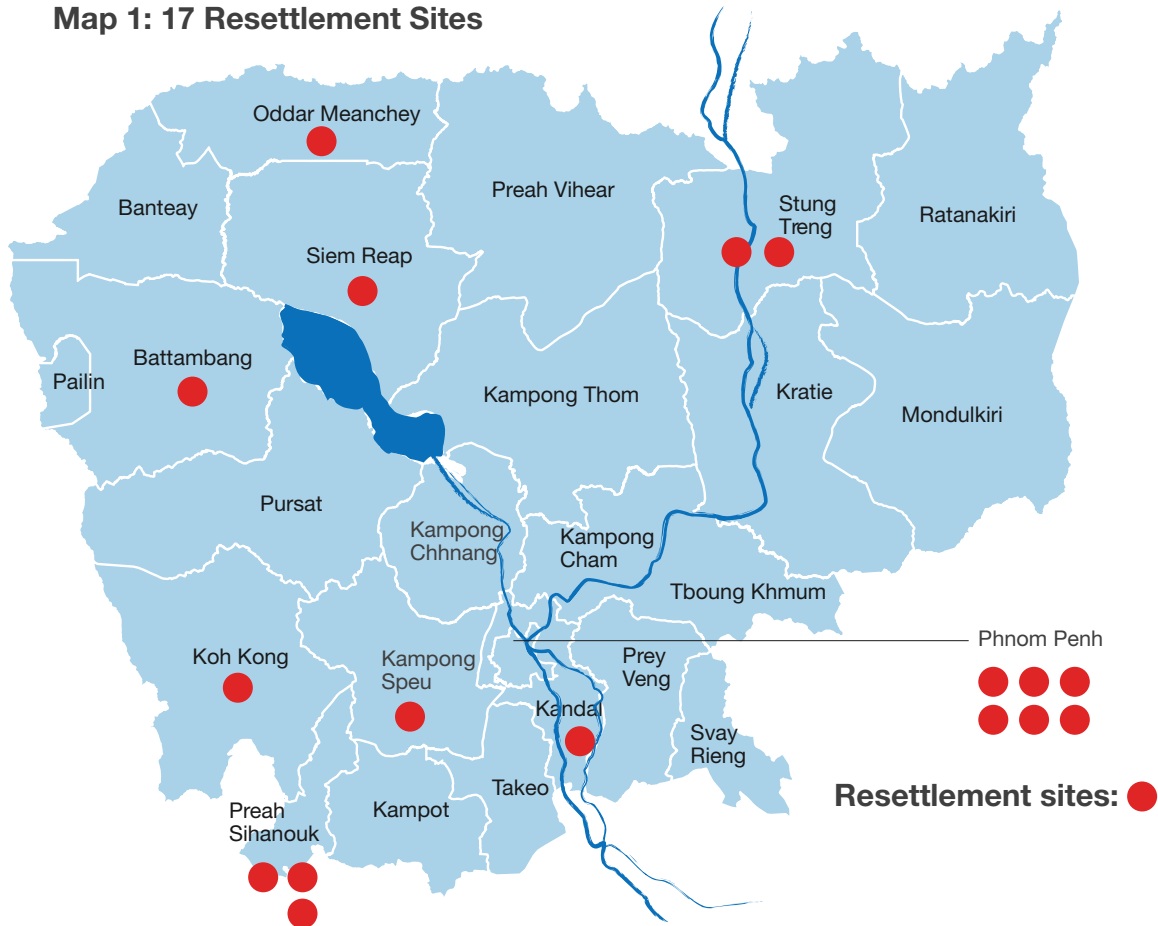 Map 1: 17 Resettlement Sites
Oddar Meanchey
Banteay
Preah Vihear
Stung
Treng
Ratanakiri
Siem Reap
Battambang
Pailin
Kampong Thom
Kratie
Mondulkiri
Pursat
Kampong
Chhnang
Kampong
Cham
Tboung Khmum
Phnom Penh
Koh Kong
Kampong
Speu
Prey
Veng
Kandal
Svay
Rieng
Takeo
Kampot
Preah
Sihanouk
Resettlement sites: